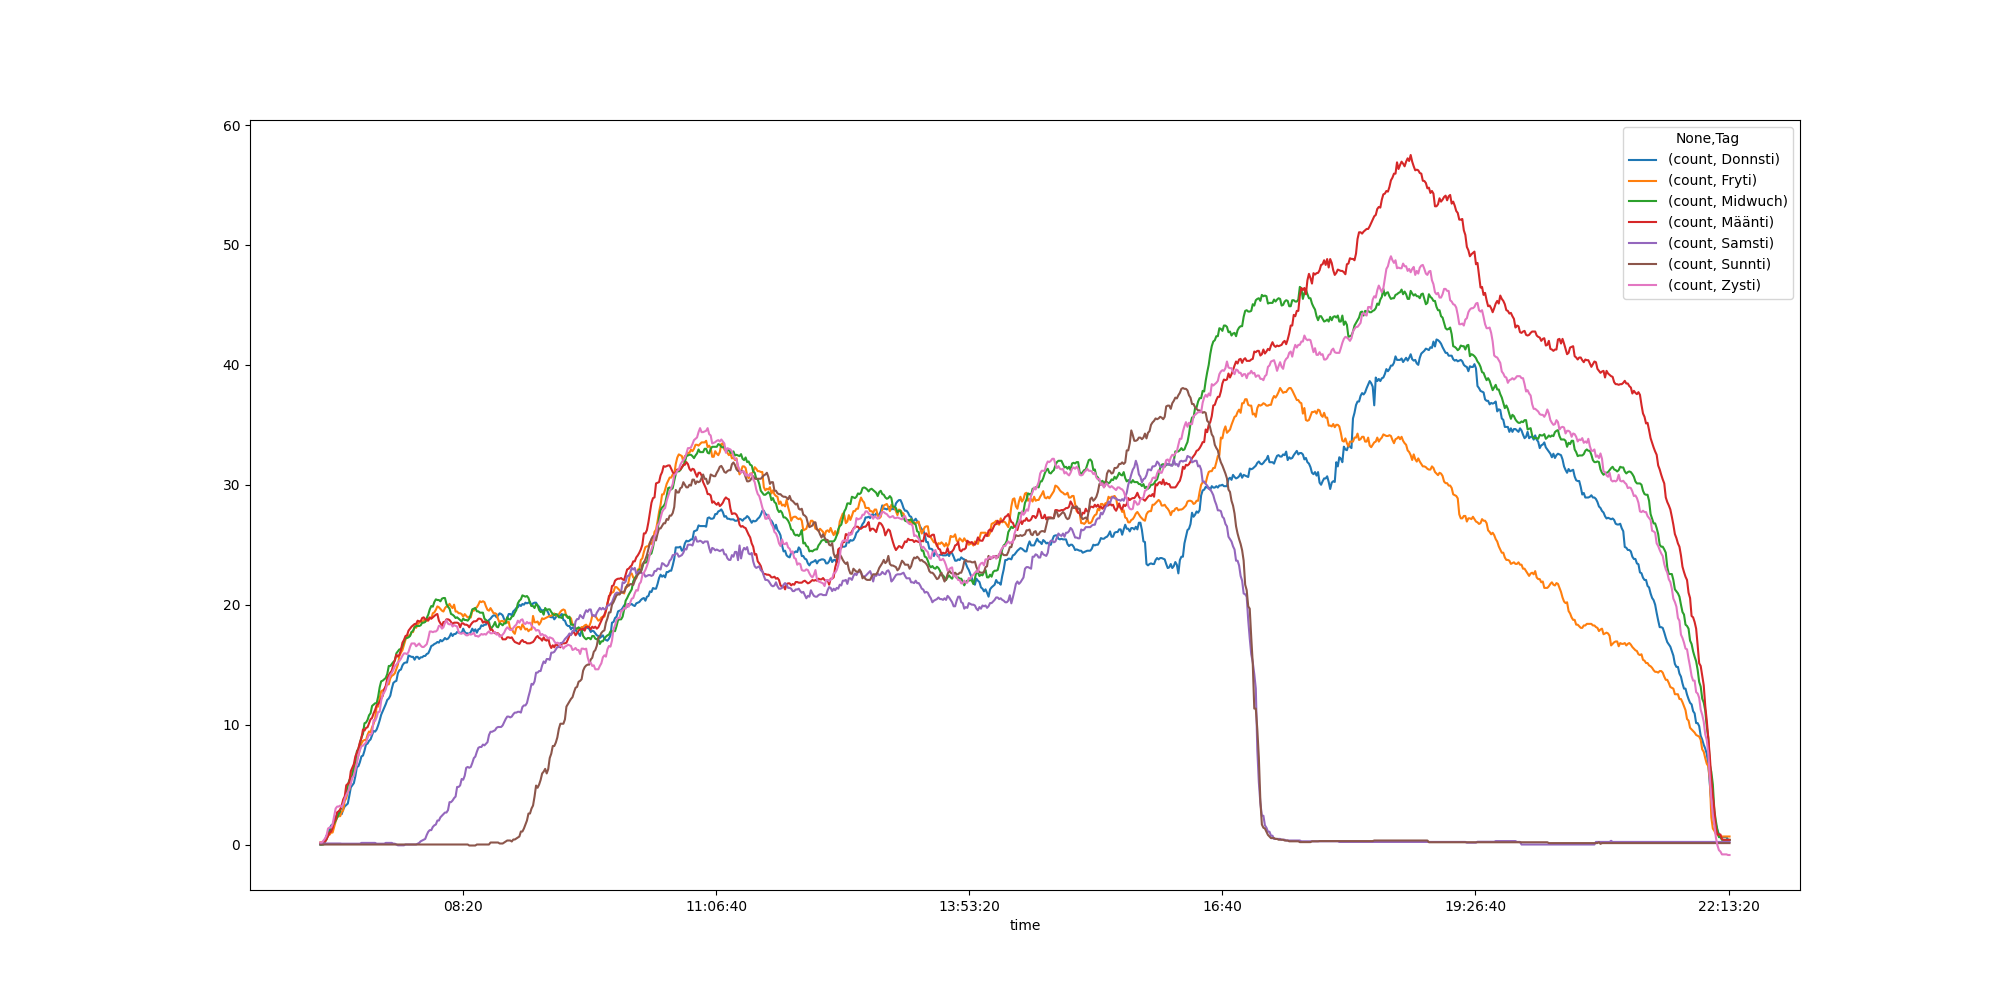 None,Tag
(count, Donnsti)
(count, Fryti)
(count, Midwuch)
(count, Määnti)
(count, Samsti)
(count, Sunnti)
(count, Zysti)
60
50
40
30
20
10
0
08:20 11:06:40 13:53:20 16:40 19:26:40 22:13:20
time